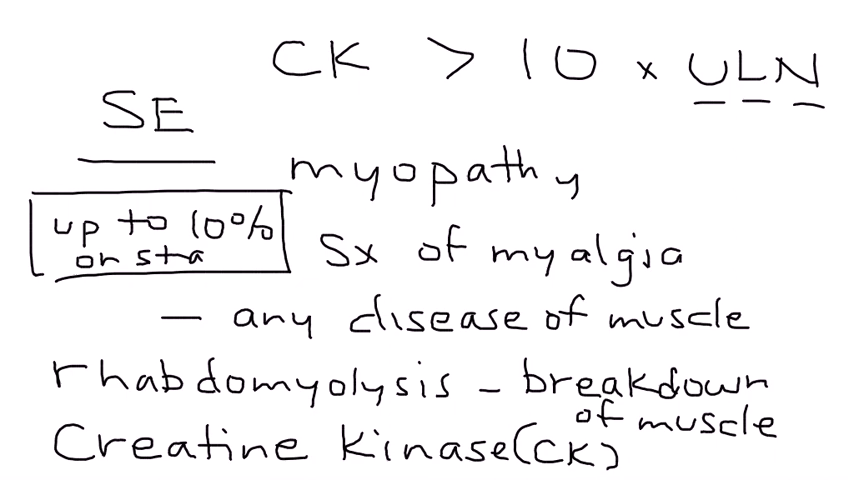 CK > 10 x ULN
SE
myopathy
up to 10%
on sta
Sx of myalgia
– any disease of muscle
rhabdomyolysis – breakdown
of muscle
Creatine Kinase (CK)